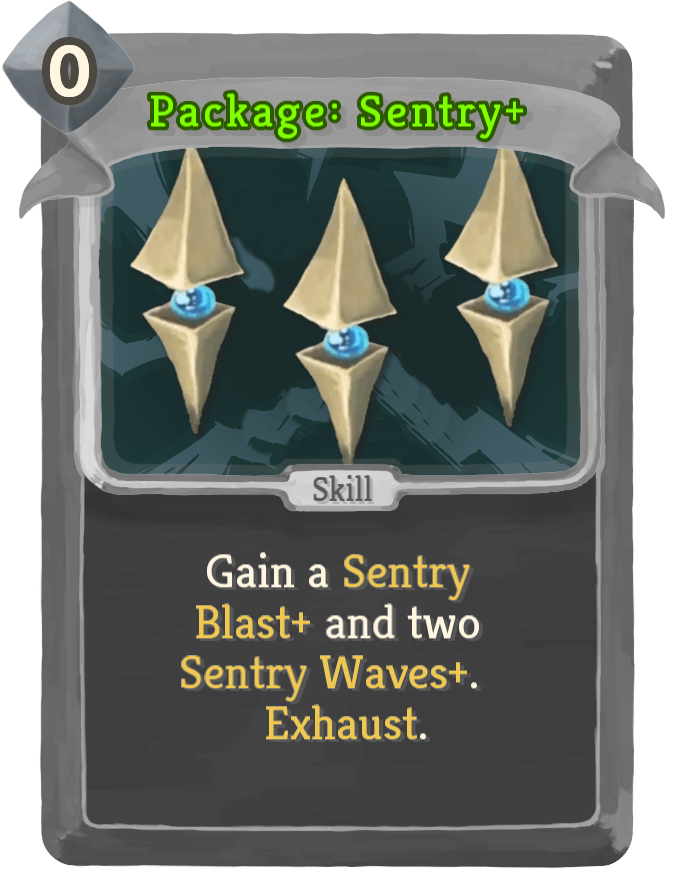 0
Package: Sentry+
Skill
Gain a Sentry
Blast+ and two
Sentry Waves+.
Exhaust.